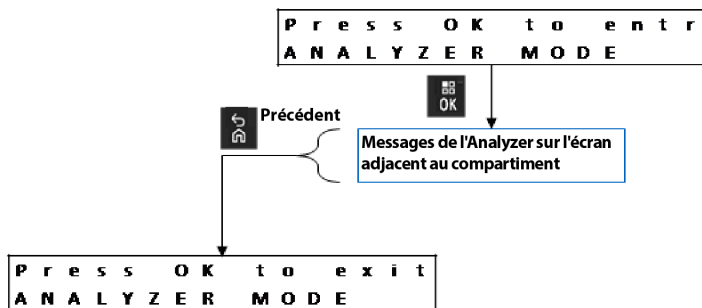 Press OK to entr
ANALYZER MODE
OK
Précédent
Messages de l'Analyzer sur l'écran
adjacent au compartiment
Press OK to exit
ANALYZER MODE